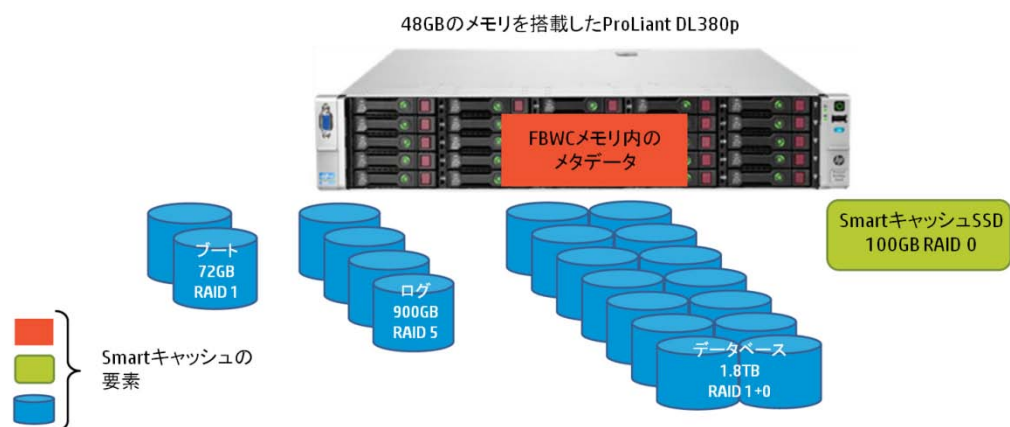 48GBのメモリを搭載したProLiant DL380p
FBWCメモリ内の
メタデータ
SmartキャッシュSSD
100GB RAID 0
ブート
72GB
RAID 1
ログ
900GB
RAID 5
データベース
1.8TB
RAID 1+0
Smartキャッシュの
要素